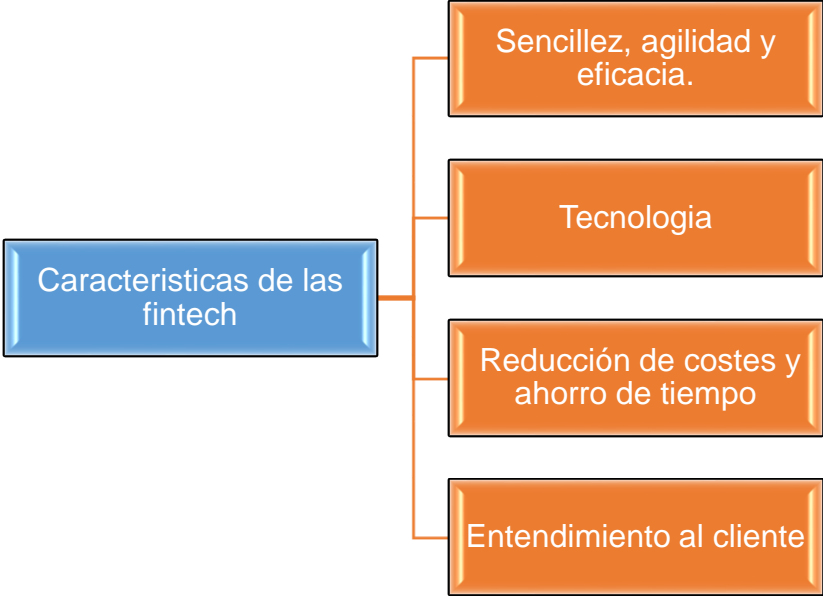 Sencillez, agilidad y
eficacia.
Tecnologia
Caracteristicas de las
fintech
Reducción de costes y
ahorro de tiempo
Entendimiento al cliente